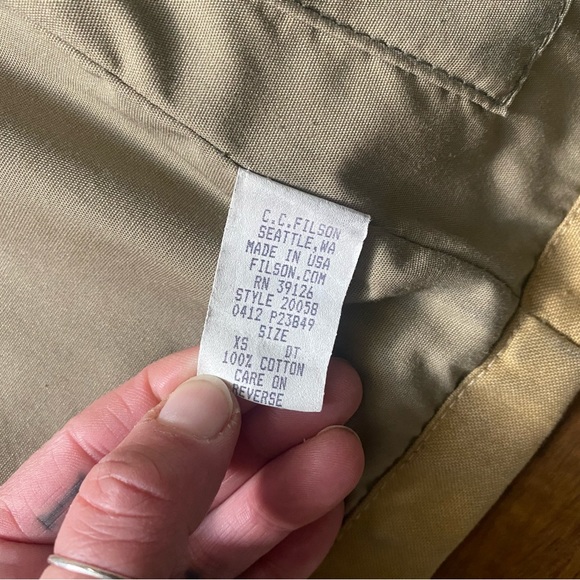 C.C.FILSON
SEATTLE,WA
MADE IN USA
FILSON.COM
RN 39126
STYLE 20058
0412 P23B49
SIZE
XS DT
100% COTTON
CARE ON
REVERSE